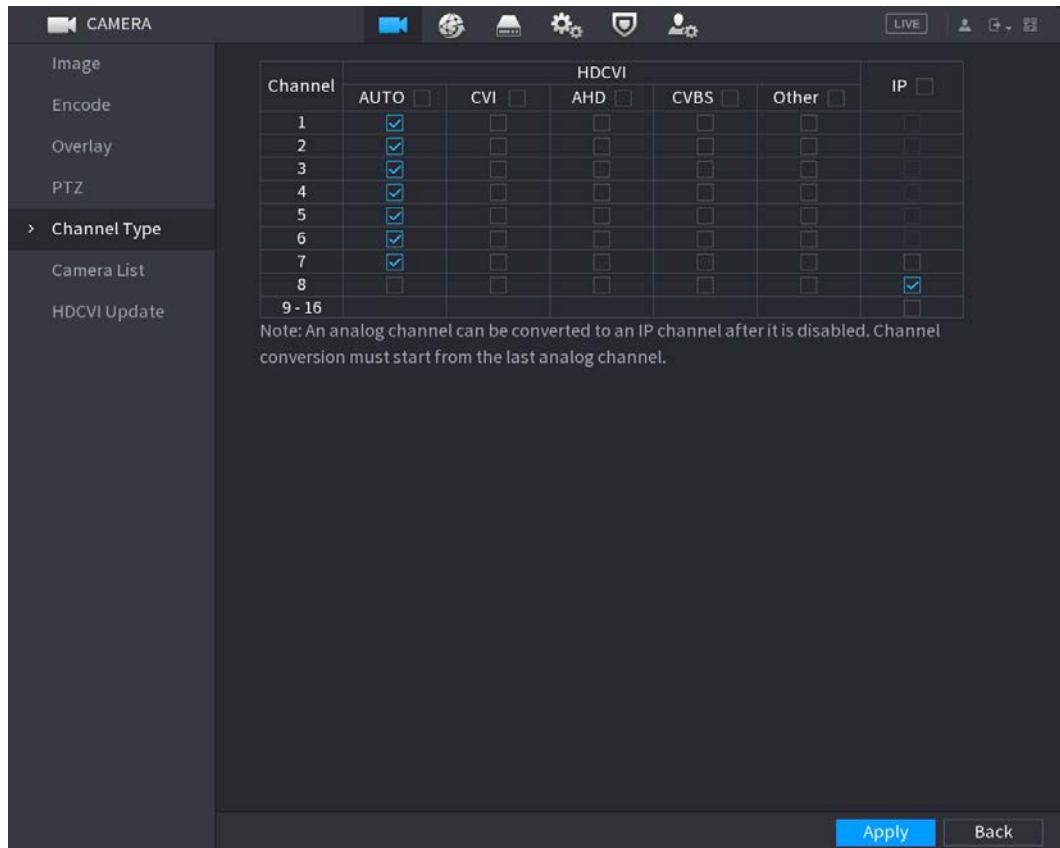 CAMERA
LIVE
Image
Encode
Overlay
PTZ
> Channel Type
Camera List
HDCVI Update
Channel HDCVI IP
AUTO CVI AHD CVBS Other
1
2
3
4
5
6
7
8
9 - 16
Note: An analog channel can be converted to an IP channel after it is disabled. Channel
conversion must start from the last analog channel.
Apply Back